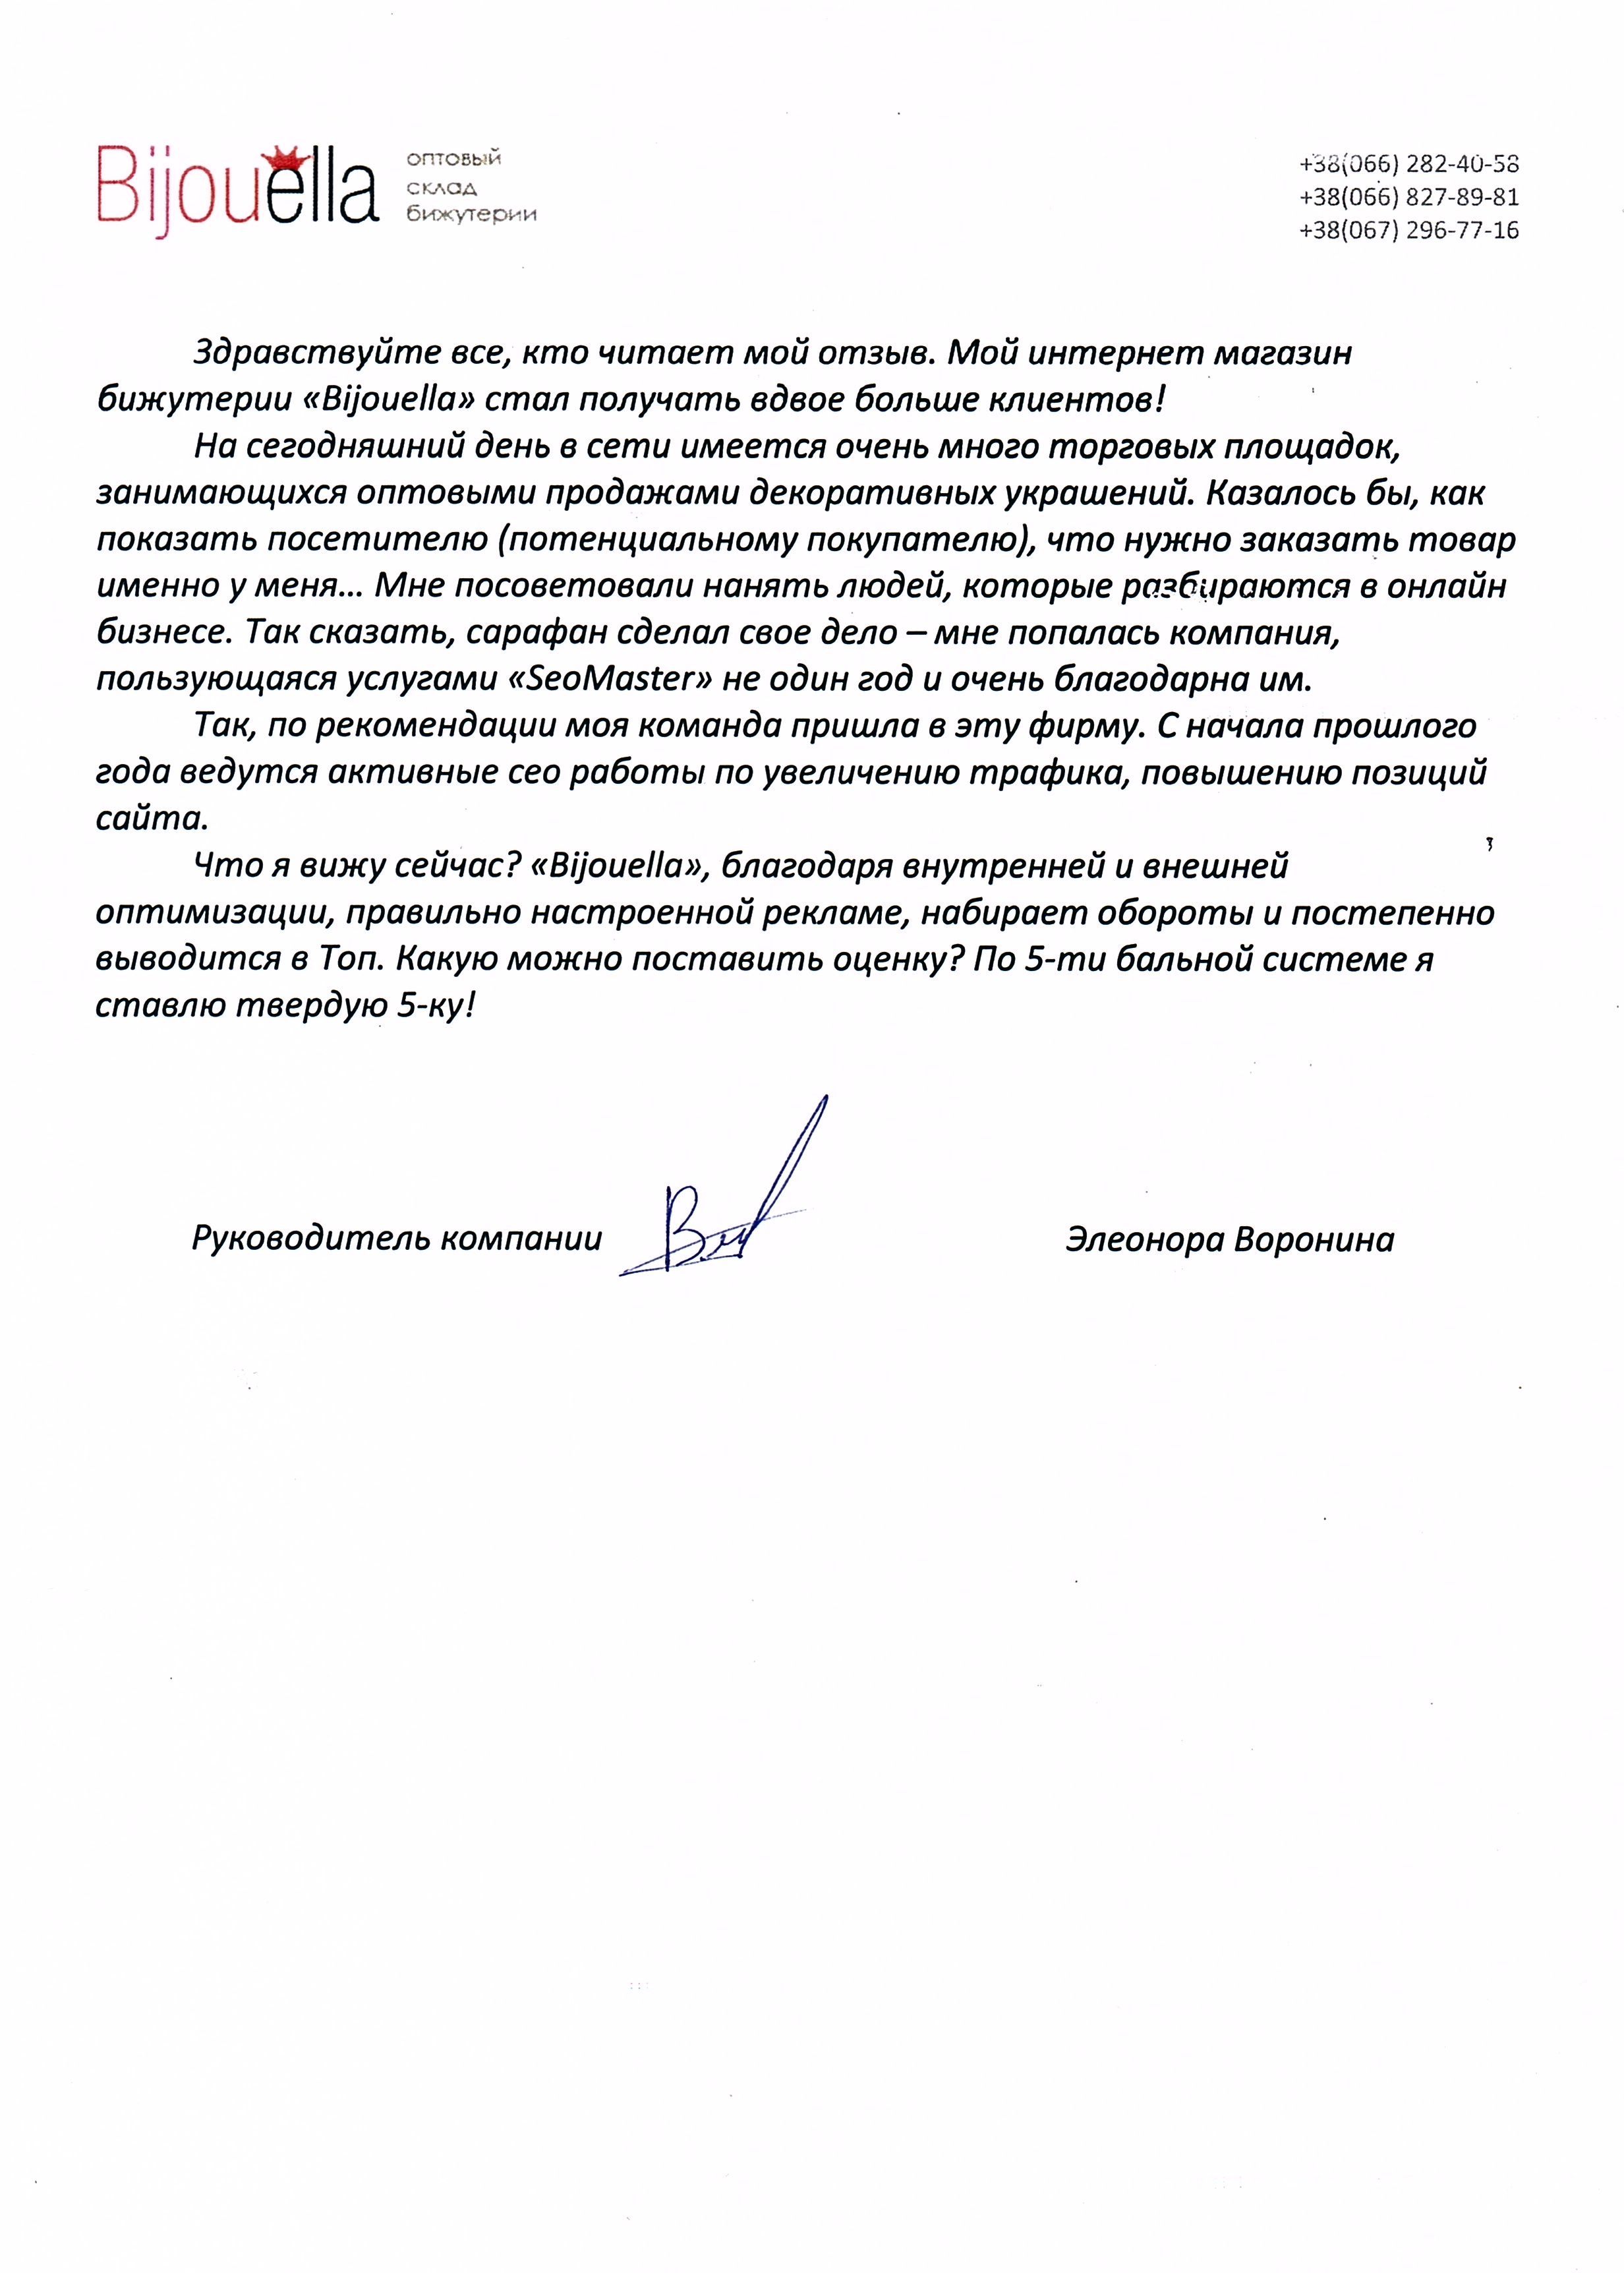 Bijouella
оптовый
склад
бижутерии
+38(066) 282-40-58
+38(066) 827-89-81
+38(067) 296-77-16
Здравствуйте все, кто читает мой отзыв. Мой интернет магазин
бижутерии «Bijouella» стал получать вдвое больше клиентов!
На сегодняшний день в сети имеется очень много торговых площадок,
занимающихся оптовыми продажами декоративных украшений. Казалось бы, как
показать посетителю (потенциальному покупателю), что нужно заказать товар
именно у меня... Мне посоветовали нанять людей, которые разбираются в онлайн
бизнесе. Так сказать, сарафан сделал свое дело – мне попалась компания,
пользующаяся услугами «SeoMaster» не один год и очень благодарна им.
Так, по рекомендации моя команда пришла в эту фирму. С начала прошлого
года ведутся активные сео работы по увеличению трафика, повышению позиций
сайта.
Что я вижу сейчас? «Bijouella», благодаря внутренней и внешней
оптимизации, правильно настроенной рекламе, набирает обороты и постепенно
выводится в Топ. Какую можно поставить оценку? По 5-ти бальной системе я
ставлю твердую 5-ку!
Руководитель компании
Элеонора Воронина